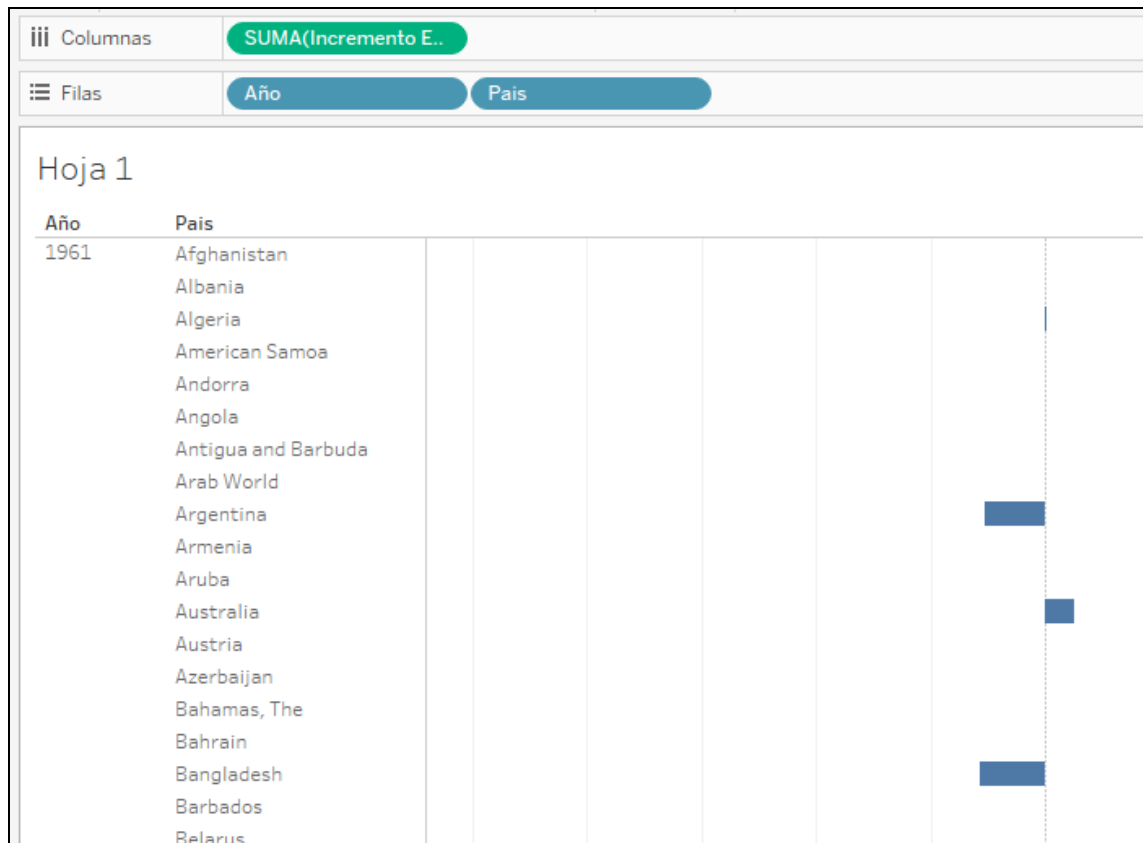 Columnas SUMA(Incremento E..
Filas Año Pais
Hoja 1
Año Pais
1961 Afghanistan
Albania
Algeria
American Samoa
Andorra
Angola
Antigua and Barbuda
Arab World
Argentina
Armenia
Aruba
Australia
Austria
Azerbaijan
Bahamas, The
Bahrain
Bangladesh
Barbados
Belarus